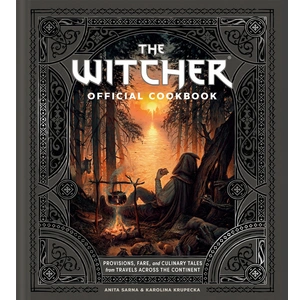 THE
WITCHER
OFFICIAL COOKBOOK
PROVISIONS, FARE, AND CULINARY TALES
from TRAVELS ACROSS THE CONTINENT
ANITA SARNA & KAROLINA KRUPECKA